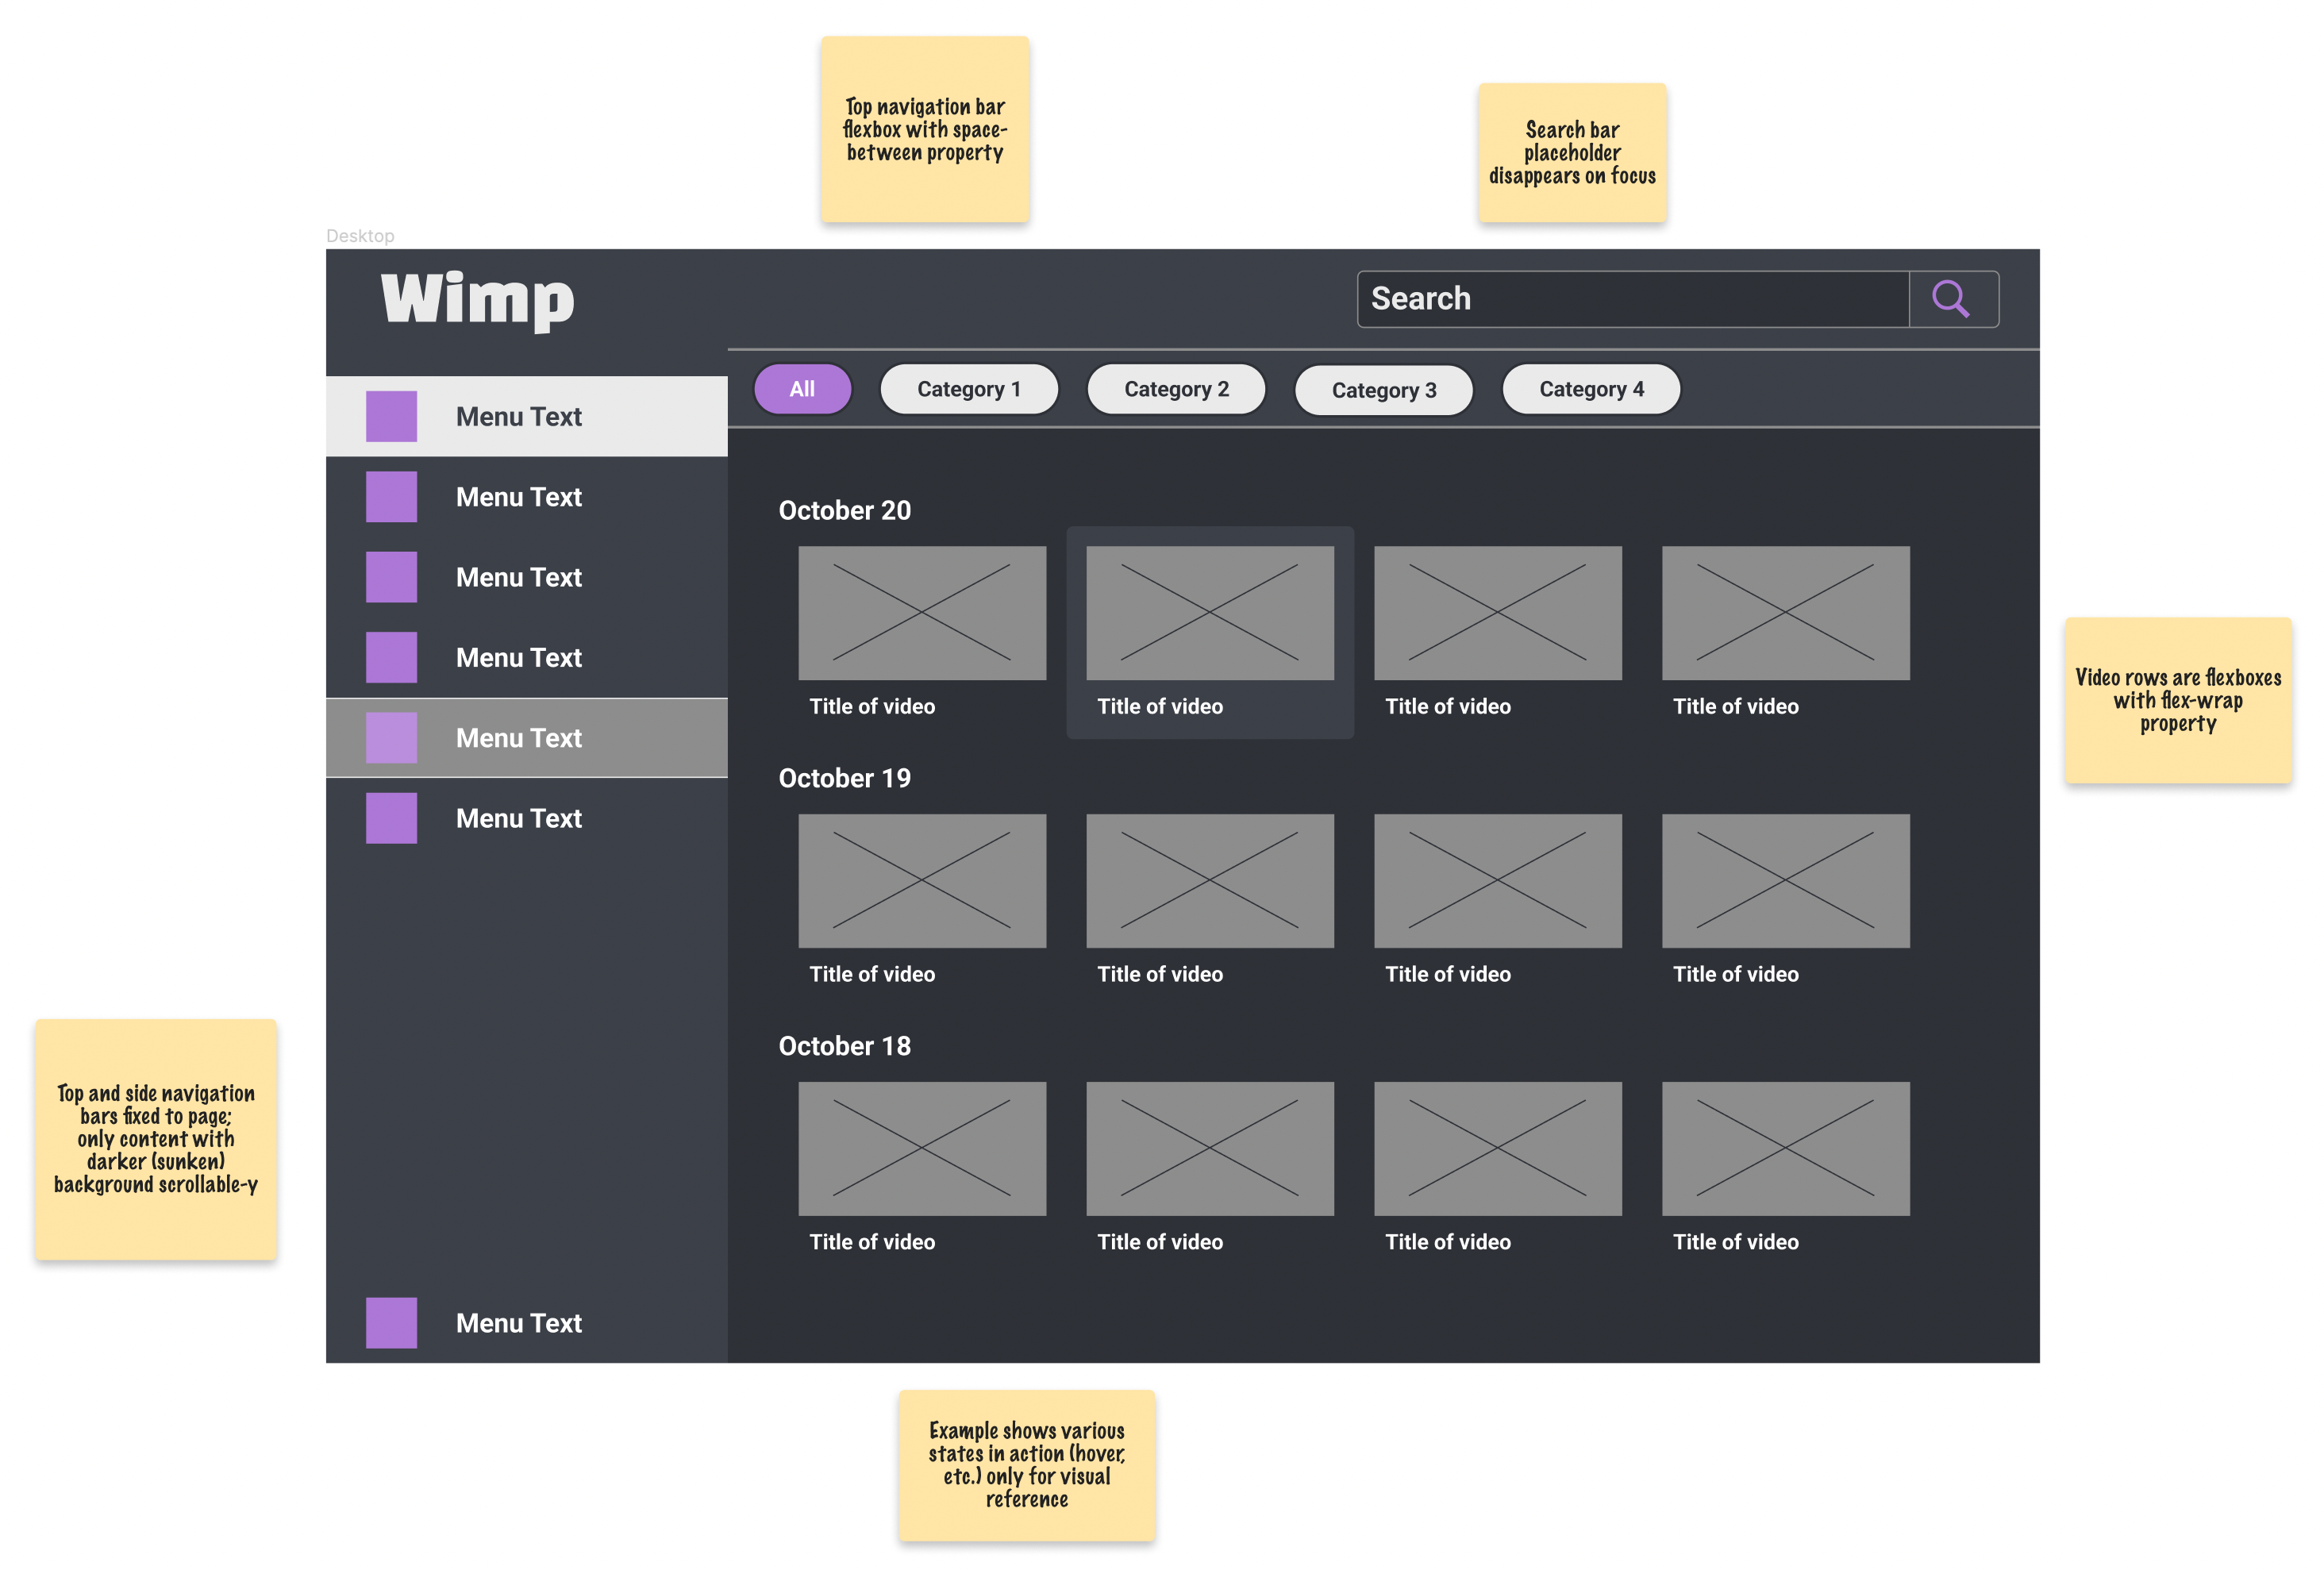 Top navigation bar
flexbox with space-
between property
Search bar
placeholder
disappears on focus
Desktop
Wimp
Search
All
Category 1
Category 2
Category 3
Category 4
Menu Text
Menu Text
Menu Text
Menu Text
Menu Text
Menu Text
Menu Text
October 20
Title of video
Title of video
Title of video
Title of video
October 19
Title of video
Title of video
Title of video
Title of video
October 18
Title of video
Title of video
Title of video
Title of video
Video rows are flexboxes
with flex-wrap
property
Top and side navigation
bars fixed to page;
only content with
darker (sunken)
background scrollable-y
Example shows various
states in action (hover,
etc.) only for visual
reference